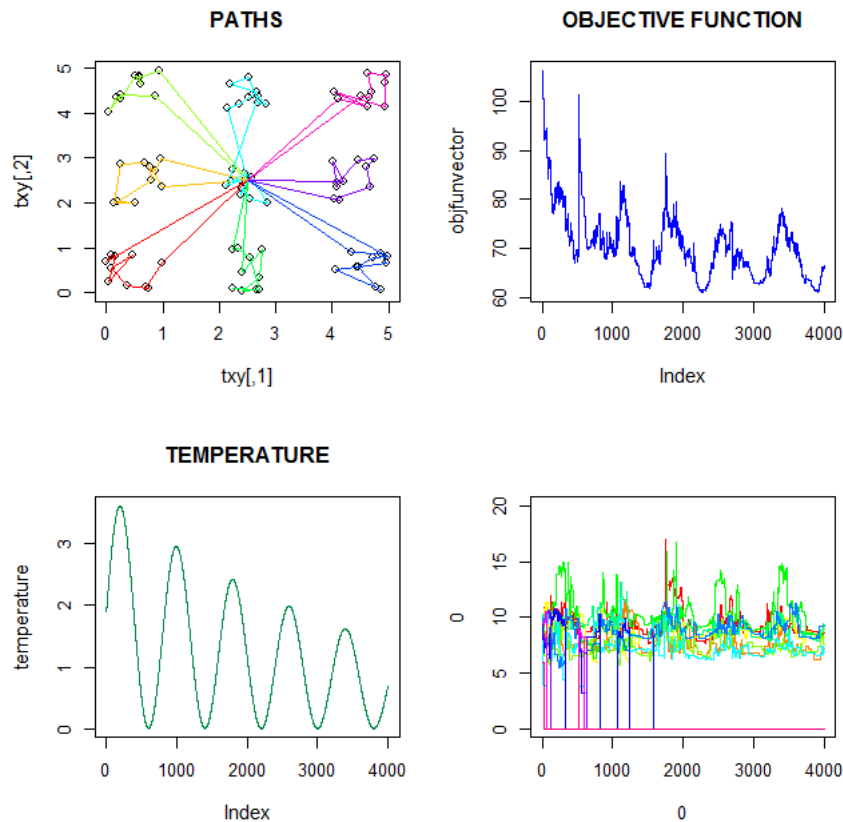 PATHS
txy[,2]
5
4
3
2
1
0
0 1 2 3 4 5
txy[,1]
OBJECTIVE FUNCTION
objfunvector
100
90
80
70
60
0 1000 2000 3000 4000
Index
TEMPERATURE
temperature
3
2
1
0
0 1000 2000 3000 4000
Index
0
20
15
10
5
0
0 1000 2000 3000 4000
0